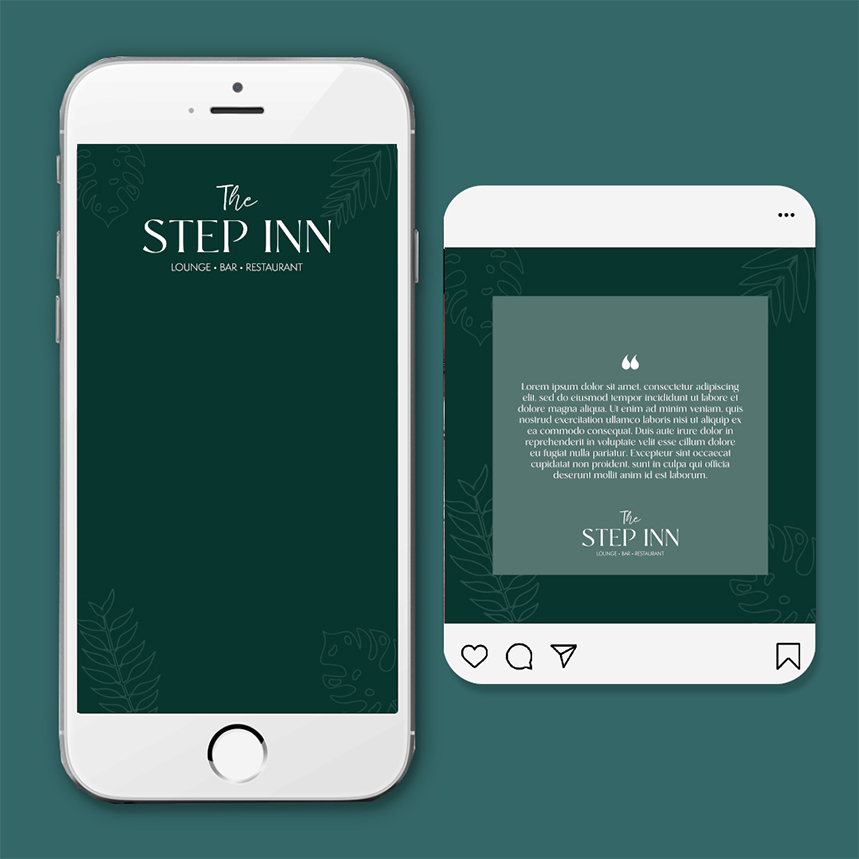 The
STEP INN
LOUNGE • BAR • RESTAURANT
“
Lorem ipsum dolor sit amet, consectetur adipiscing
elit, sed do eiusmod tempor incididunt ut labore et
dolore magna aliqua. Ut enim ad minim veniam, quis
nostrud exercitation ullamco laboris nisi ut aliquip ex
ea commodo consequat. Duis aute irure dolor in
reprehenderit in voluptate velit esse cillum dolore
eu fugiat nulla pariatur. Excepteur sint occaecat
cupidatat non proident, sunt in culpa qui officia
deserunt mollit anim id est laborum.
The
STEP INN
LOUNGE • BAR • RESTAURANT